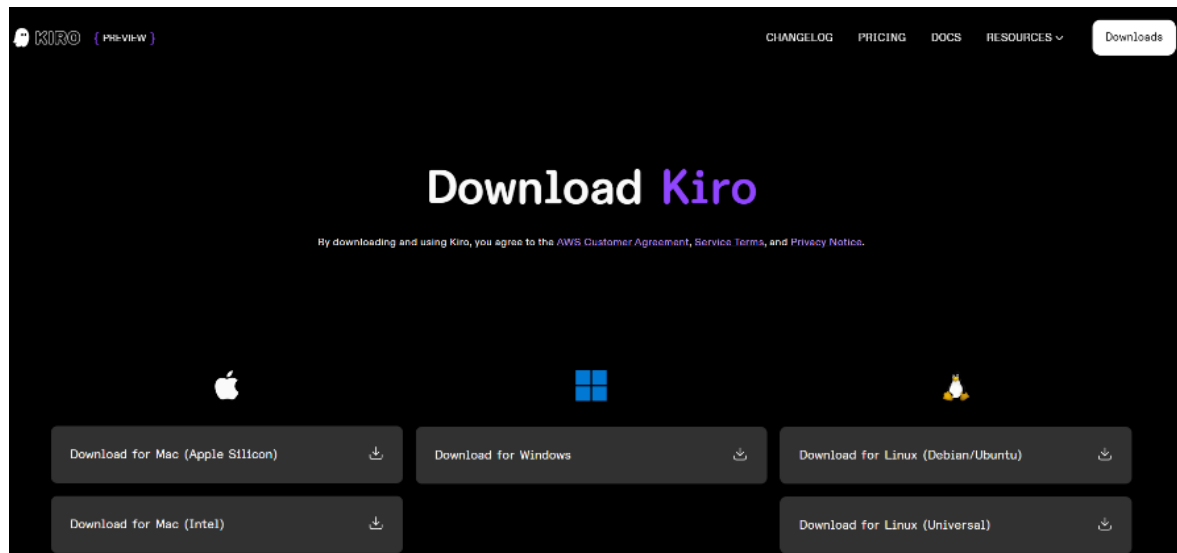 KIRO { PREVIEW } CHANGELOG PRICING DOCS RESOURCES Downloads
Download Kiro
By downloading and using Kiro, you agree to the AWS Customer Agreement, Service Terms, and Privacy Notice.
Download for Mac (Apple Silicon) Download for Windows Download for Linux (Debian/Ubuntu)
Download for Mac (Intel) Download for Linux (Universal)